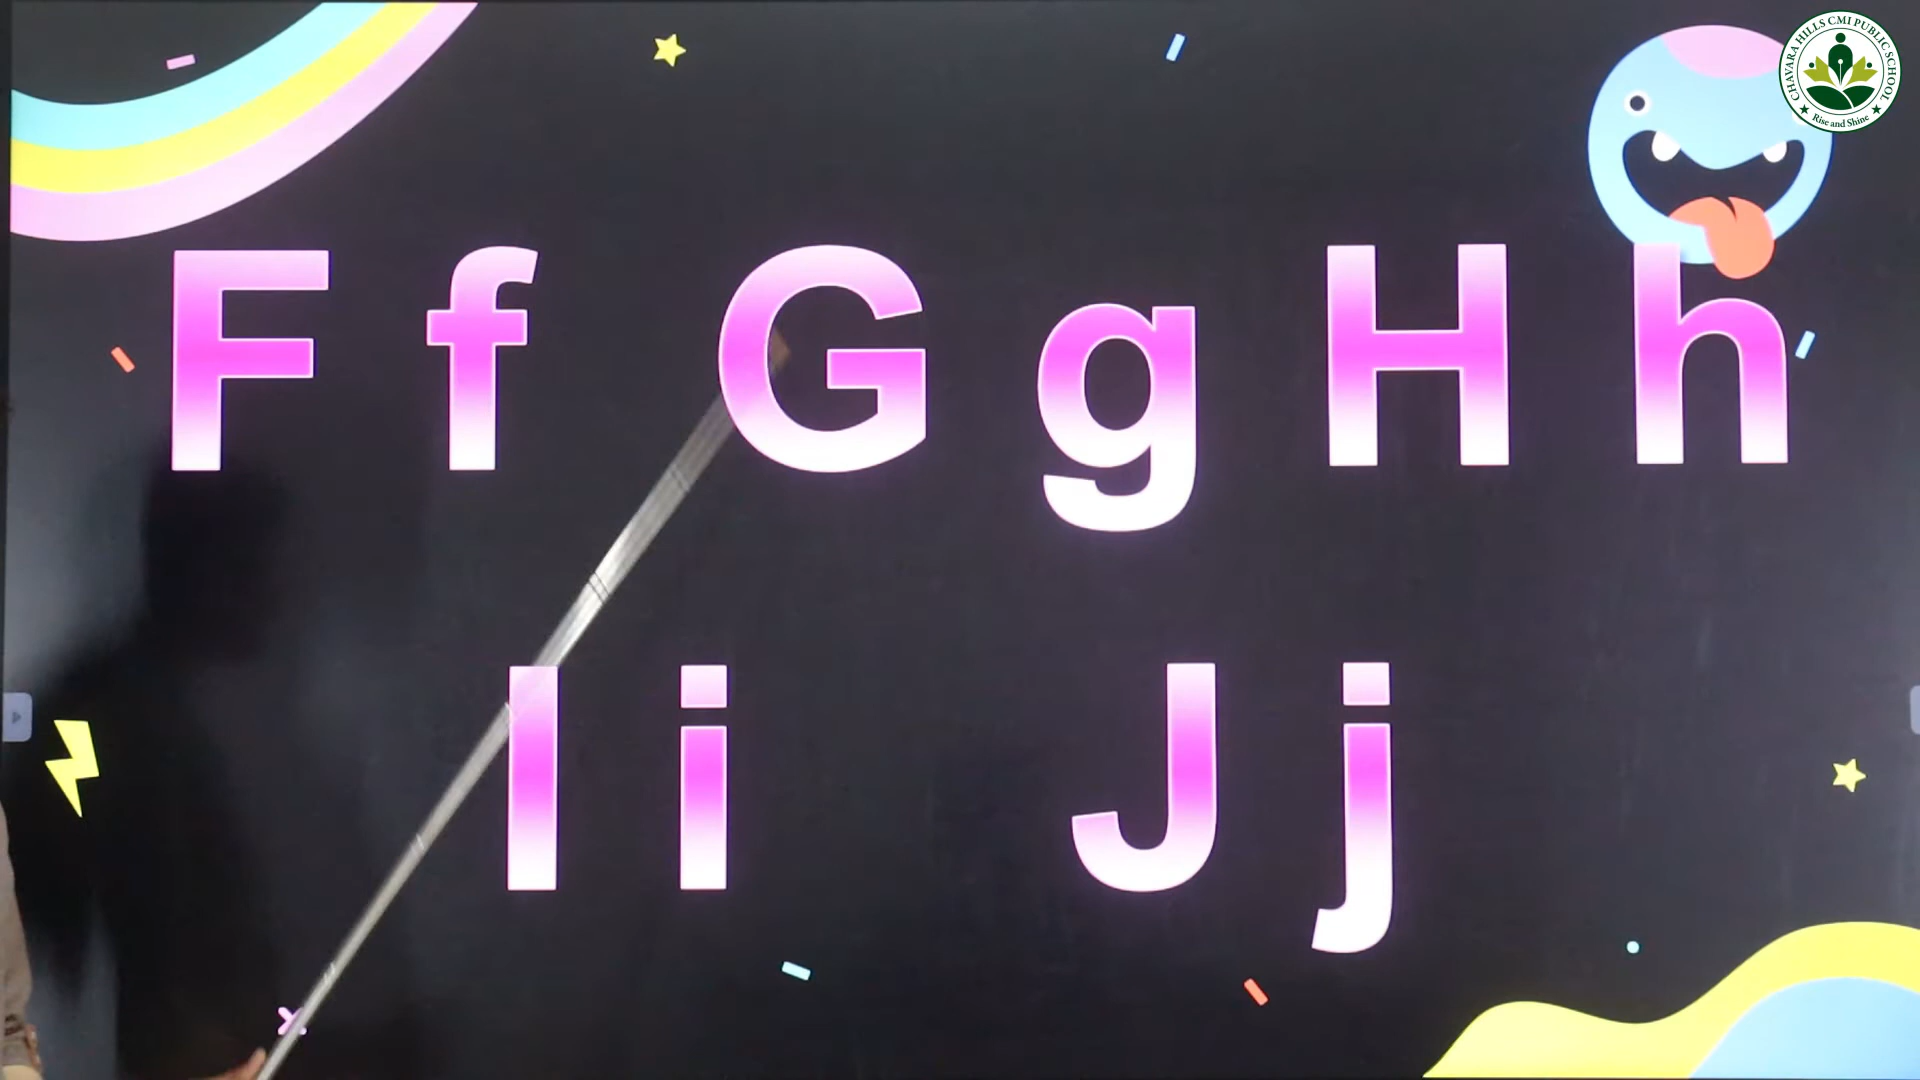 CHAVARA HILLS CMI PUBLIC SCHOOL
Rise and Shine
F f G g H h
I i J j